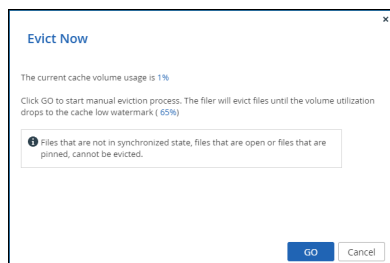 ×
Evict Now
The current cache volume usage is 1%
Click GO to start manual eviction process. The filer will evict files until the volume utilization
drops to the cache low watermark ( 65%)
Files that are not in synchronized state, files that are open or files that are
pinned, cannot be evicted.
GO Cancel